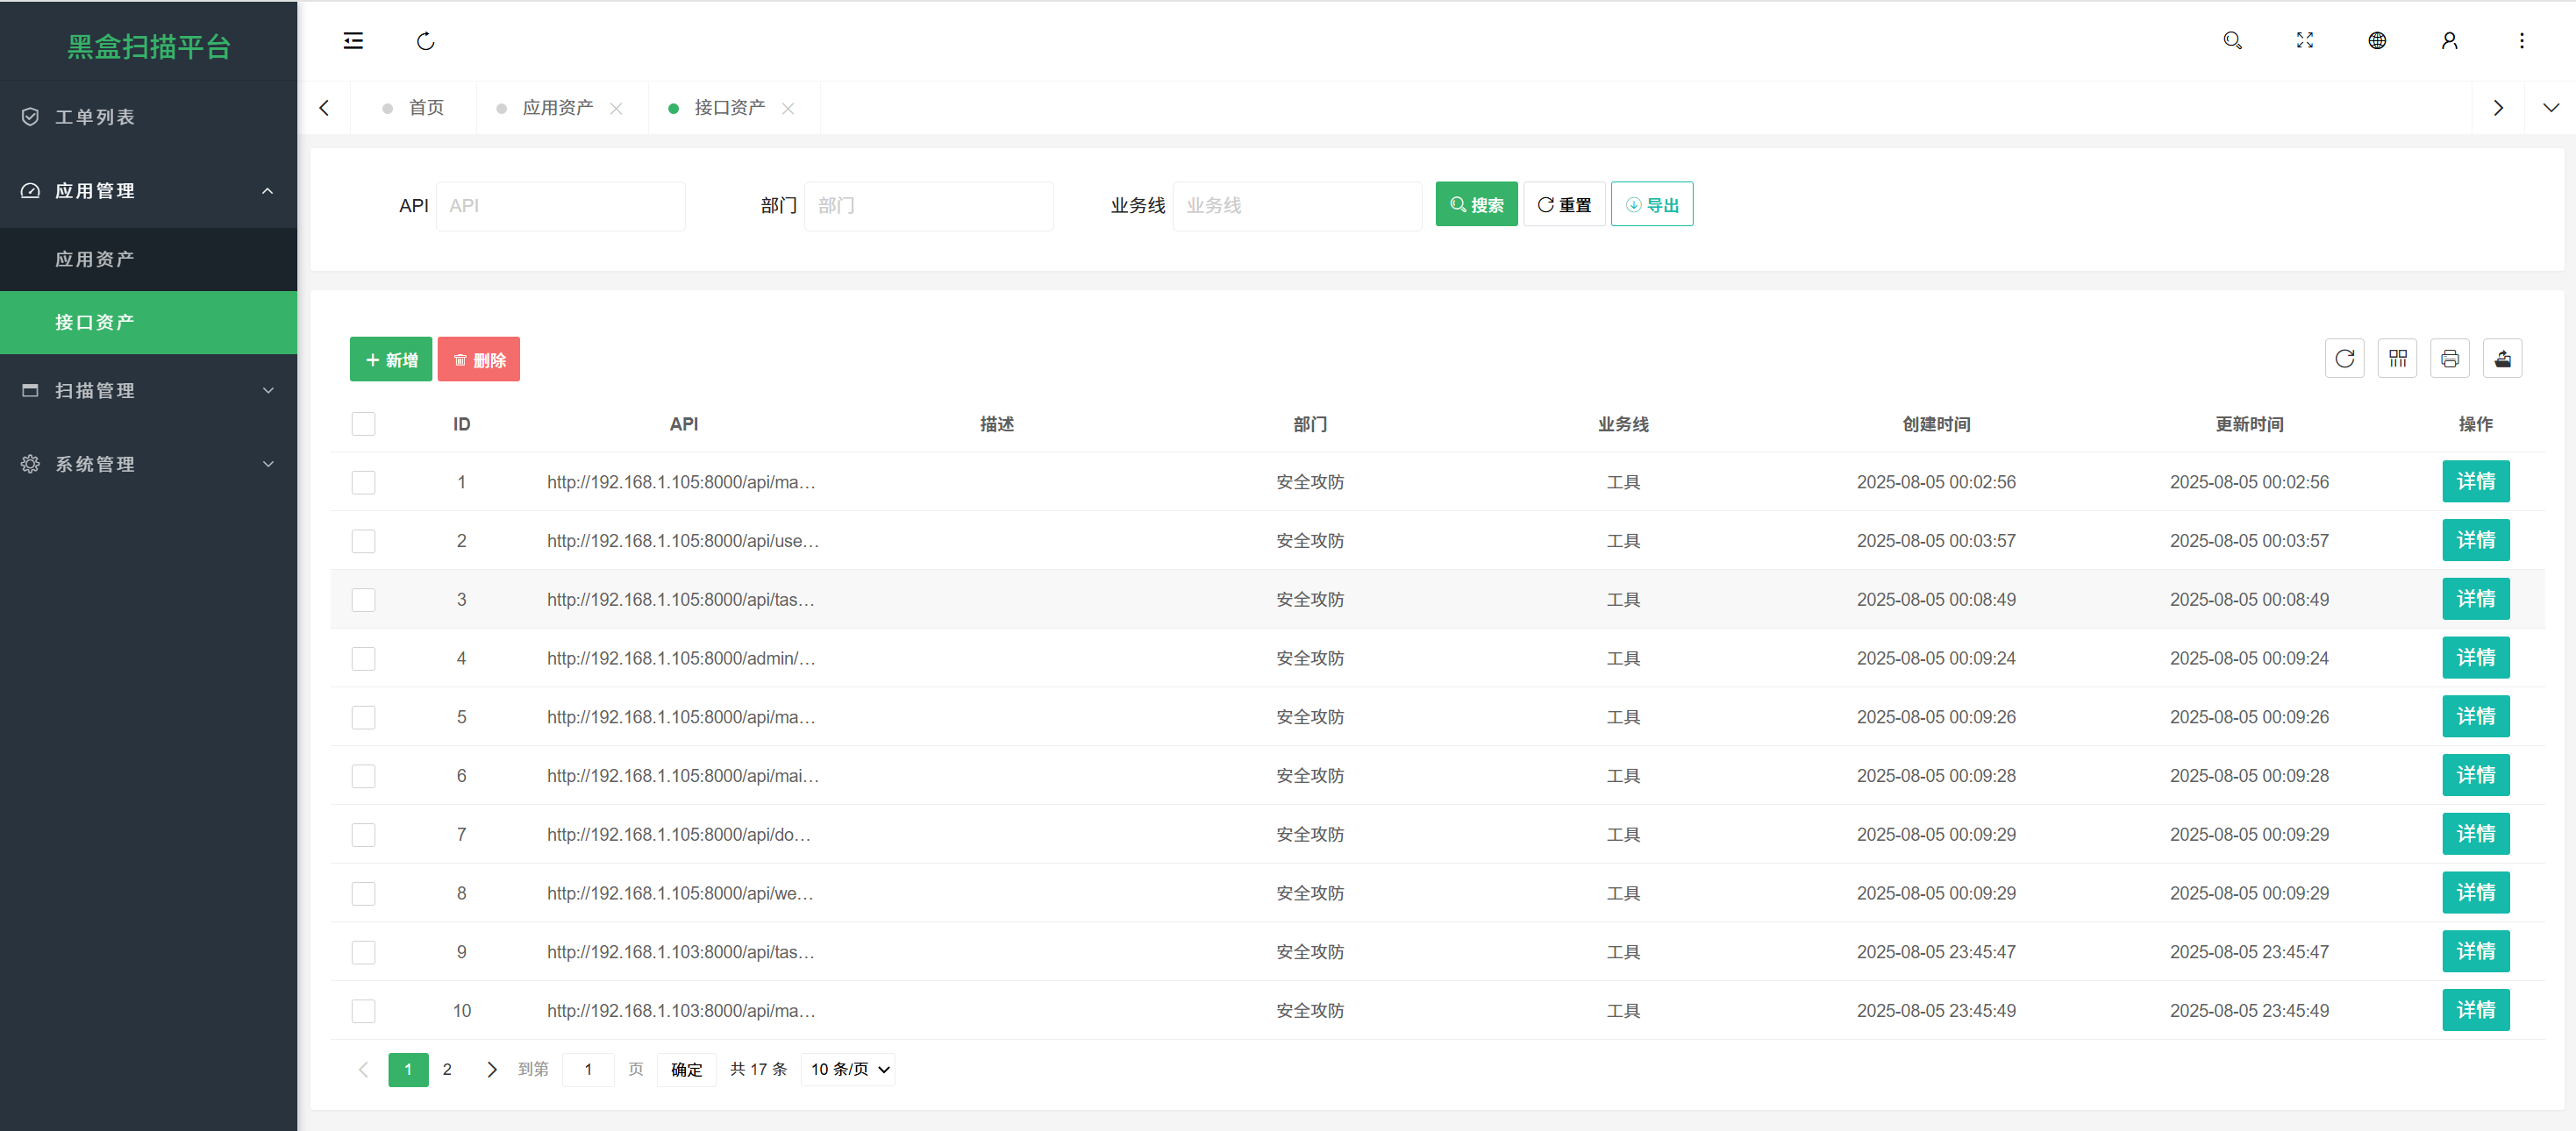 黑盒扫描平台
工单列表
应用管理
应用资产
接口资产
扫描管理
系统管理
首页 应用资产 接口资产
API API 部门 部门 业务线 业务线 搜索 重置 导出
新增 删除
ID API 描述 部门 业务线 创建时间 更新时间 操作
1 http://192.168.1.105:8000/api/ma... 安全攻防 工具 2025-08-05 00:02:56 2025-08-05 00:02:56 详情
2 http://192.168.1.105:8000/api/use... 安全攻防 工具 2025-08-05 00:03:57 2025-08-05 00:03:57 详情
3 http://192.168.1.105:8000/api/tas... 安全攻防 工具 2025-08-05 00:08:49 2025-08-05 00:08:49 详情
4 http://192.168.1.105:8000/admin/... 安全攻防 工具 2025-08-05 00:09:24 2025-08-05 00:09:24 详情
5 http://192.168.1.105:8000/api/ma... 安全攻防 工具 2025-08-05 00:09:26 2025-08-05 00:09:26 详情
6 http://192.168.1.105:8000/api/mai... 安全攻防 工具 2025-08-05 00:09:28 2025-08-05 00:09:28 详情
7 http://192.168.1.105:8000/api/do... 安全攻防 工具 2025-08-05 00:09:29 2025-08-05 00:09:29 详情
8 http://192.168.1.105:8000/api/we... 安全攻防 工具 2025-08-05 00:09:29 2025-08-05 00:09:29 详情
9 http://192.168.1.103:8000/api/tas... 安全攻防 工具 2025-08-05 23:45:47 2025-08-05 23:45:47 详情
10 http://192.168.1.103:8000/api/ma... 安全攻防 工具 2025-08-05 23:45:49 2025-08-05 23:45:49 详情
1 2 到第 1 页 确定 共 17 条 10 条/页